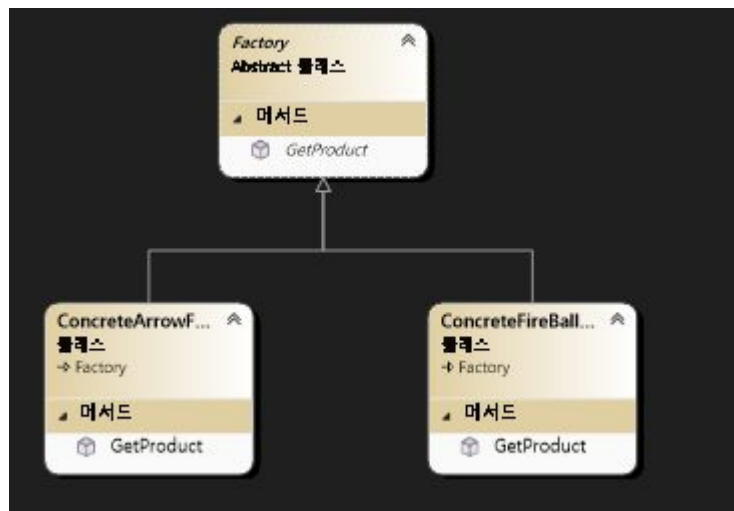 Factory
Abstract 클래스
메서드
GetProduct
ConcreteArrowF...
클래스
Factory
메서드
GetProduct
ConcreteFireBall...
클래스
Factory
메서드
GetProduct